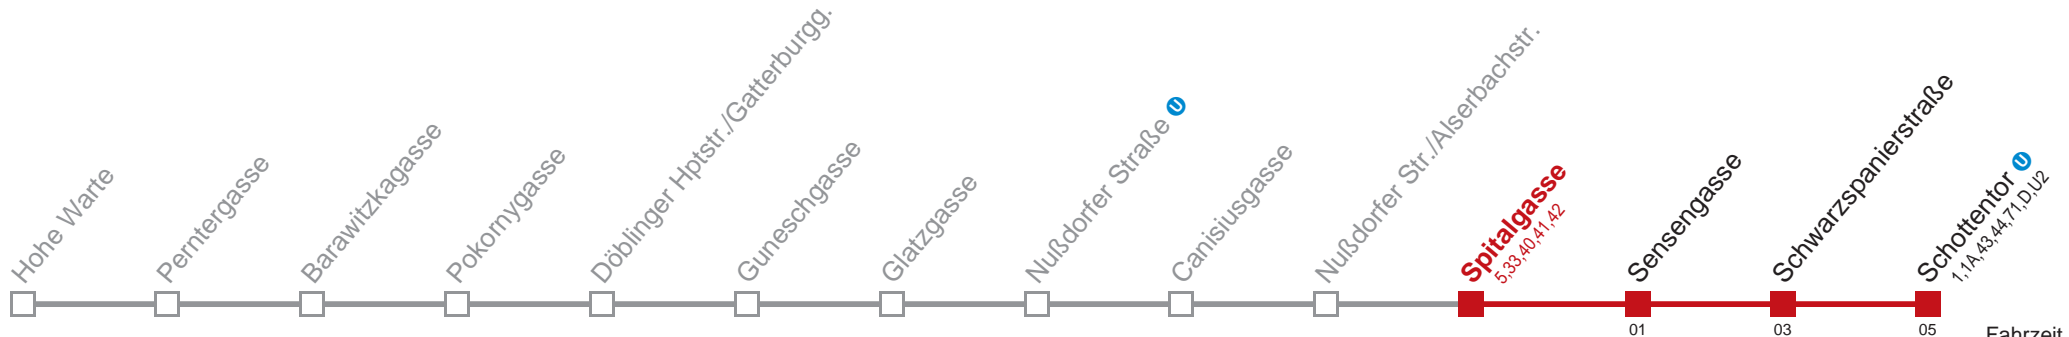 Hohe Warte
Perntergasse
Barawitzkagasse
Pokornygasse
Döblinger Hptstr./Gatterburgg.
Guneschgasse
Glatzgasse
Nußdorfer Straße U
Canisiusgasse
Nußdorfer Str./Alserbachstr.
Spitalgasse
5,33,40,41,42
Sensengasse
Schwarzspanierstraße
Schottentor U
1,1A,43,44,71,D,U2
01
03
05
Fahrzeit